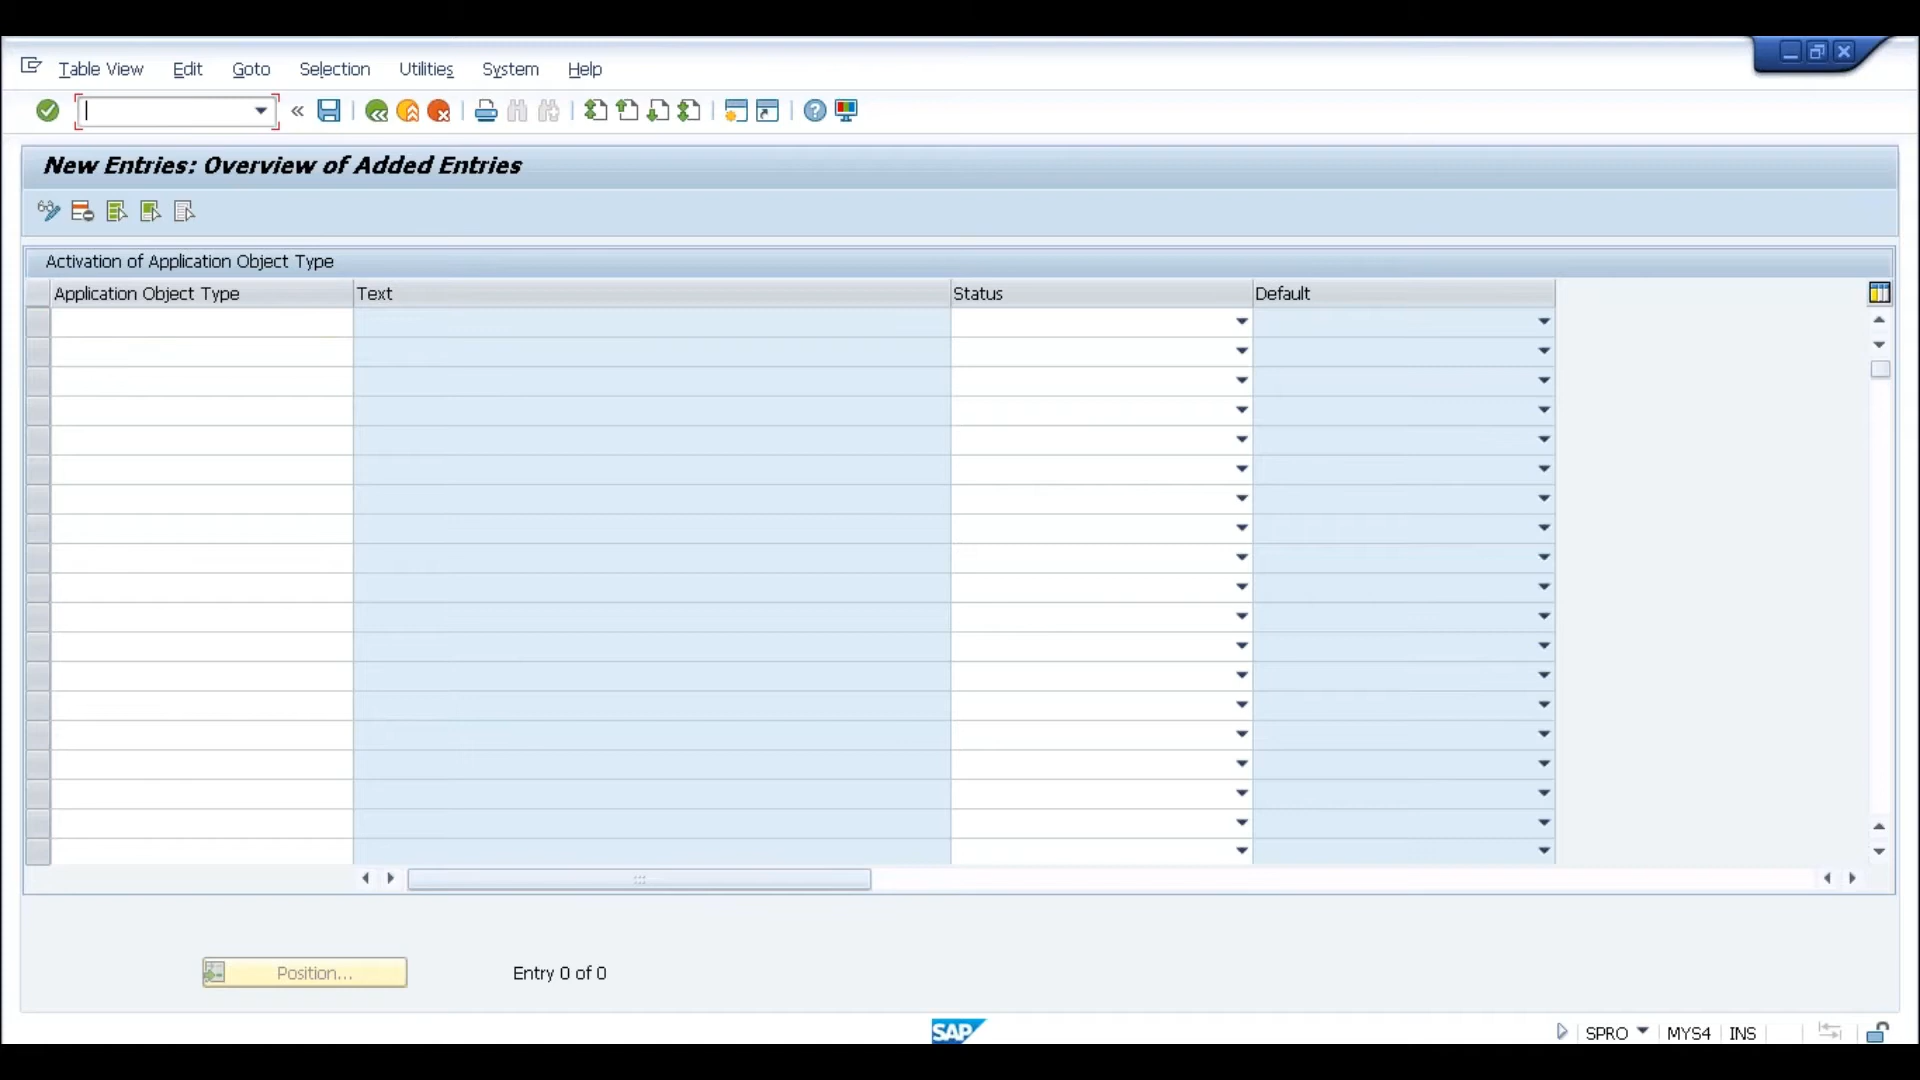 Table View Edit Goto Selection Utilities System Help
New Entries: Overview of Added Entries
Activation of Application Object Type
Application Object Type Text Status Default
Position... Entry 0 of 0
SAP SPRO MYS4 INS